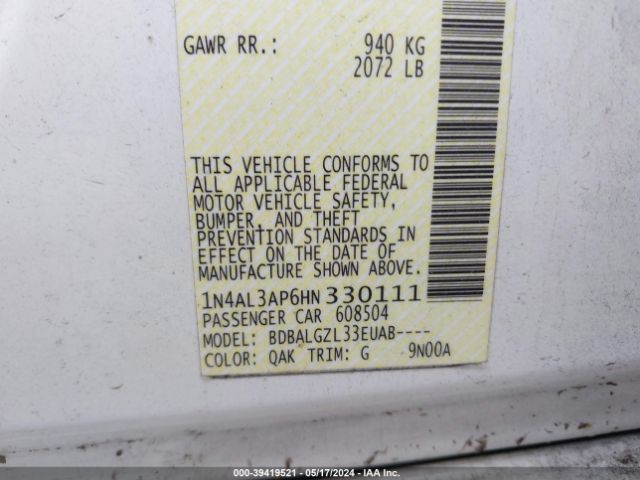 GAWR RR.: 940 KG
2072 LB
THIS VEHICLE CONFORMS TO
ALL APPLICABLE FEDERAL
MOTOR VEHICLE SAFETY,
BUMPER, AND THEFT
PREVENTION STANDARDS IN
EFFECT ON THE DATE OF
MANUFACTURE SHOWN ABOVE.
1N4AL3AP6HN 330111
PASSENGER CAR 608504
MODEL: BDBALGZL33EUAB----
COLOR: QAK TRIM: G 9N00A
000-39419521 - 05/17/2024 - IAA Inc.